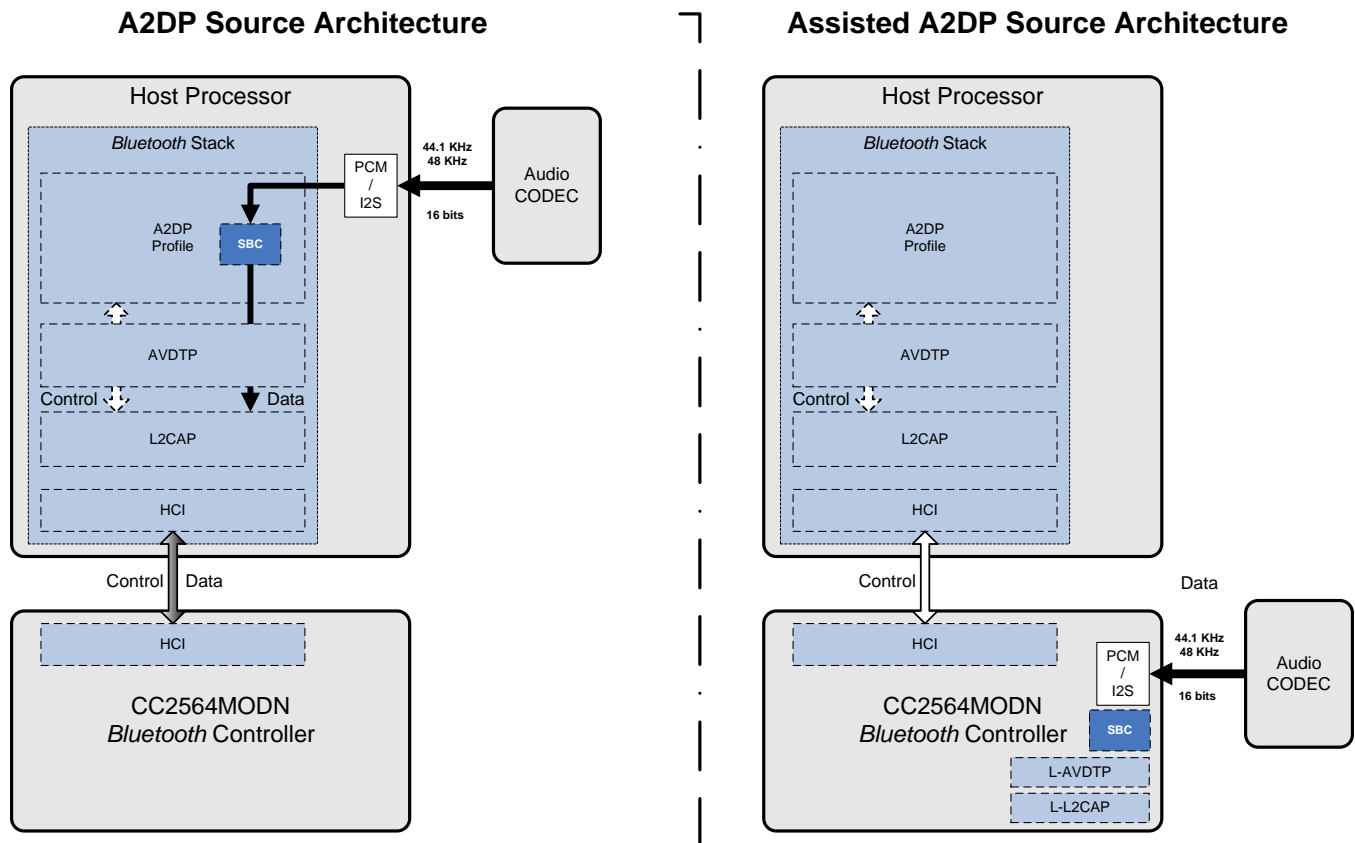 A2DP Source Architecture
Host Processor
Bluetooth Stack
A2DP
Profile
SBC
PCM
/
I2S
44.1 KHz
48 KHz
16 bits
Audio
CODEC
AVDTP
Control
Data
L2CAP
HCI
Control
Data
HCI
CC2564MODN
Bluetooth Controller
Assisted A2DP Source Architecture
Host Processor
Bluetooth Stack
A2DP
Profile
AVDTP
Control
L2CAP
HCI
Control
Data
HCI
CC2564MODN
Bluetooth Controller
PCM
/
I2S
44.1 KHz
48 KHz
16 bits
Audio
CODEC
SBC
L-AVDTP
L-L2CAP